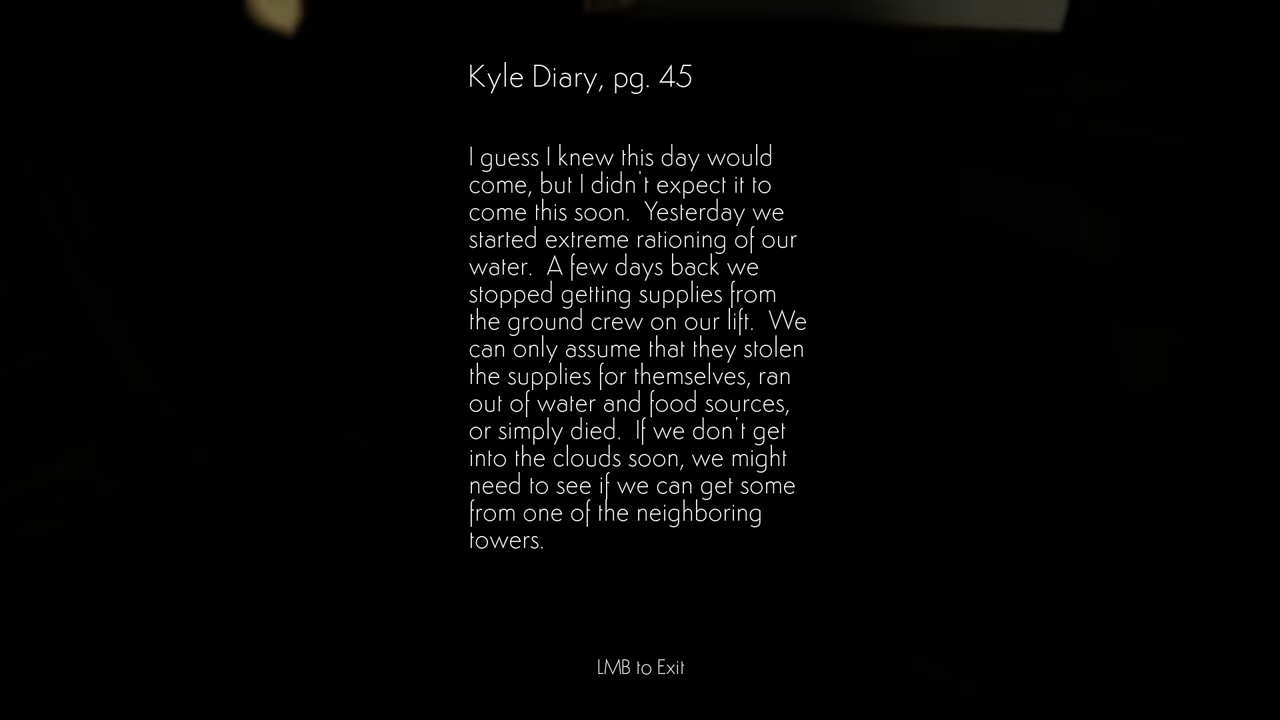 Kyle Diary, pg. 45
I guess I knew this day would
come, but I didn't expect it to
come this soon.  Yesterday we
started extreme rationing of our
water.  A few days back we
stopped getting supplies from
the ground crew on our lift.  We
can only assume that they stolen
the supplies for themselves, ran
out of water and food sources,
or simply died.  If we don't get
into the clouds soon, we might
need to see if we can get some
from one of the neighboring
towers.
LMB to Exit